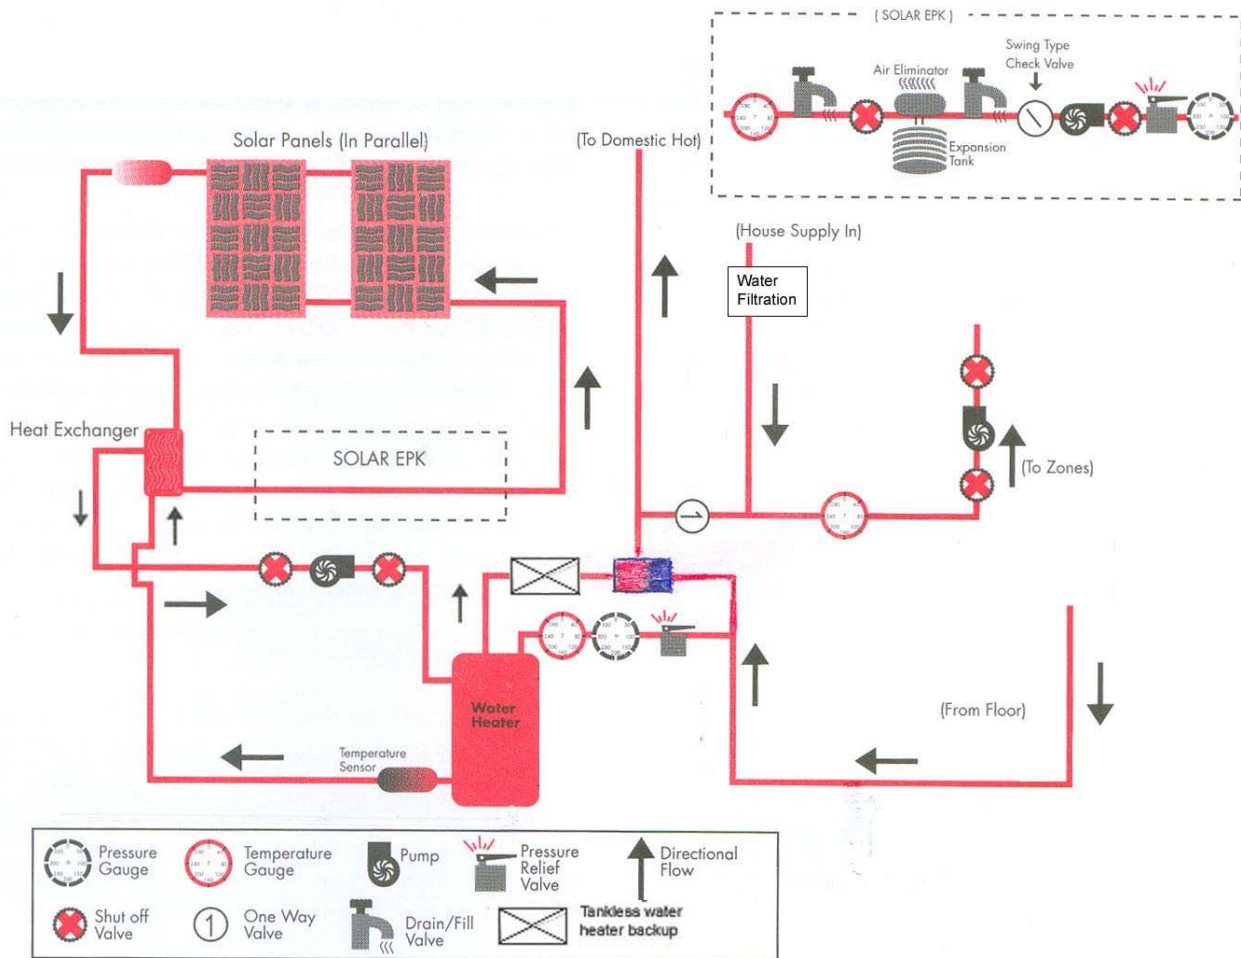 ( SOLAR EPK )
Swing Type
Check Valve
Air Eliminator
Expansion
Tank
Solar Panels (In Parallel)
(To Domestic Hot)
(House Supply In)
Water
Filtration
Heat Exchanger
SOLAR EPK
(To Zones)
1
Water
Heater
(From Floor)
Temperature
Sensor
Pressure
Gauge
Temperature
Gauge
Pump
Pressure
Relief
Valve
Directional
Flow
Shut off
Valve
1
One Way
Valve
Drain/Fill
Valve
Tankless water
heater backup